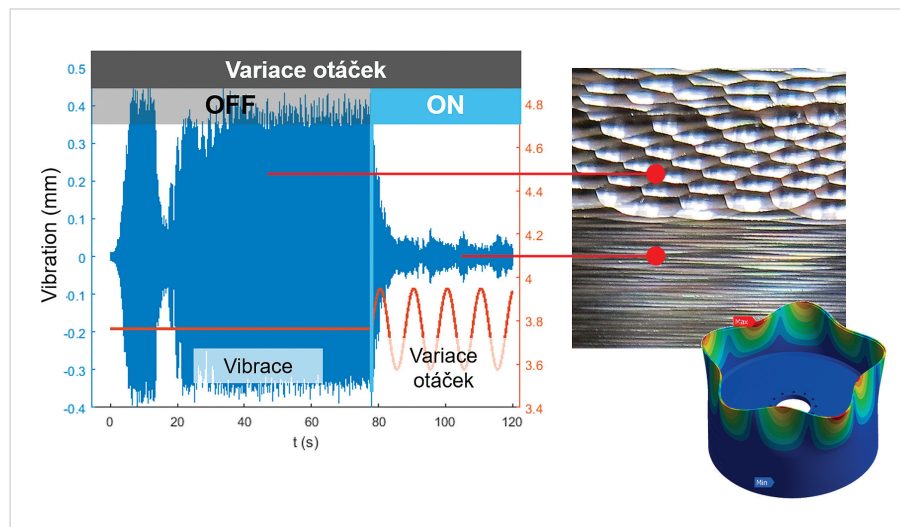 Variace otáček
OFF
ON
Vibration (mm)
0.5
0.4
0.3
0.2
0.1
0
-0.1
-0.2
-0.3
-0.4
4.8
4.6
4.4
4.2
4
3.8
3.6
3.4
Vibrace
Variace
otáček
0
20
40
60
80
100
120
t (s)
Max
Min